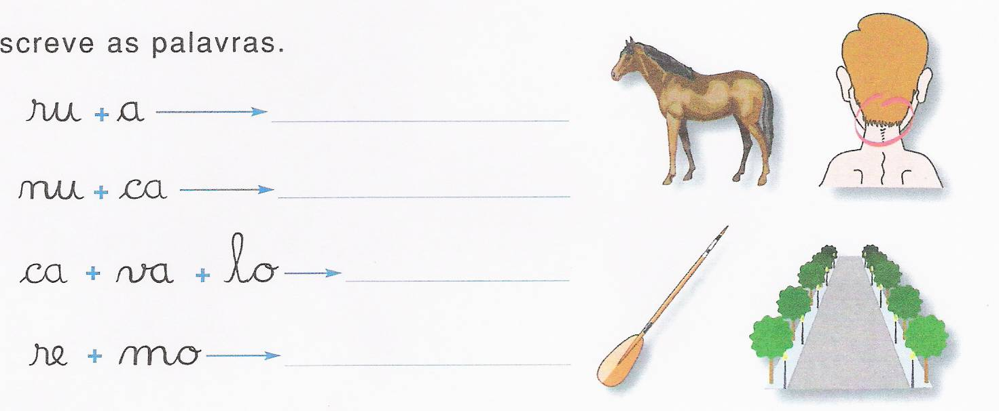 screve as palavras.
ru + a
nu + ca
ca + va + lo
re + mo